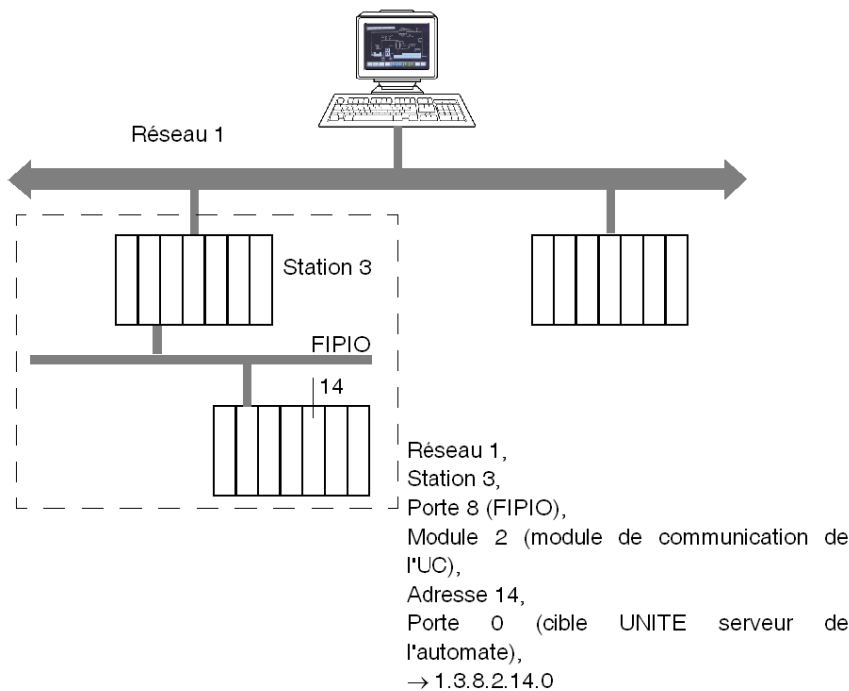 Réseau 1
Station 3
FIPIO
14
Réseau 1,
Station 3,
Porte 8 (FIPIO),
Module 2 (module de communication de
l'UC),
Adresse 14,
Porte 0 (cible UNITE serveur de
l'automate),
→ 1.3.8.2.14.0